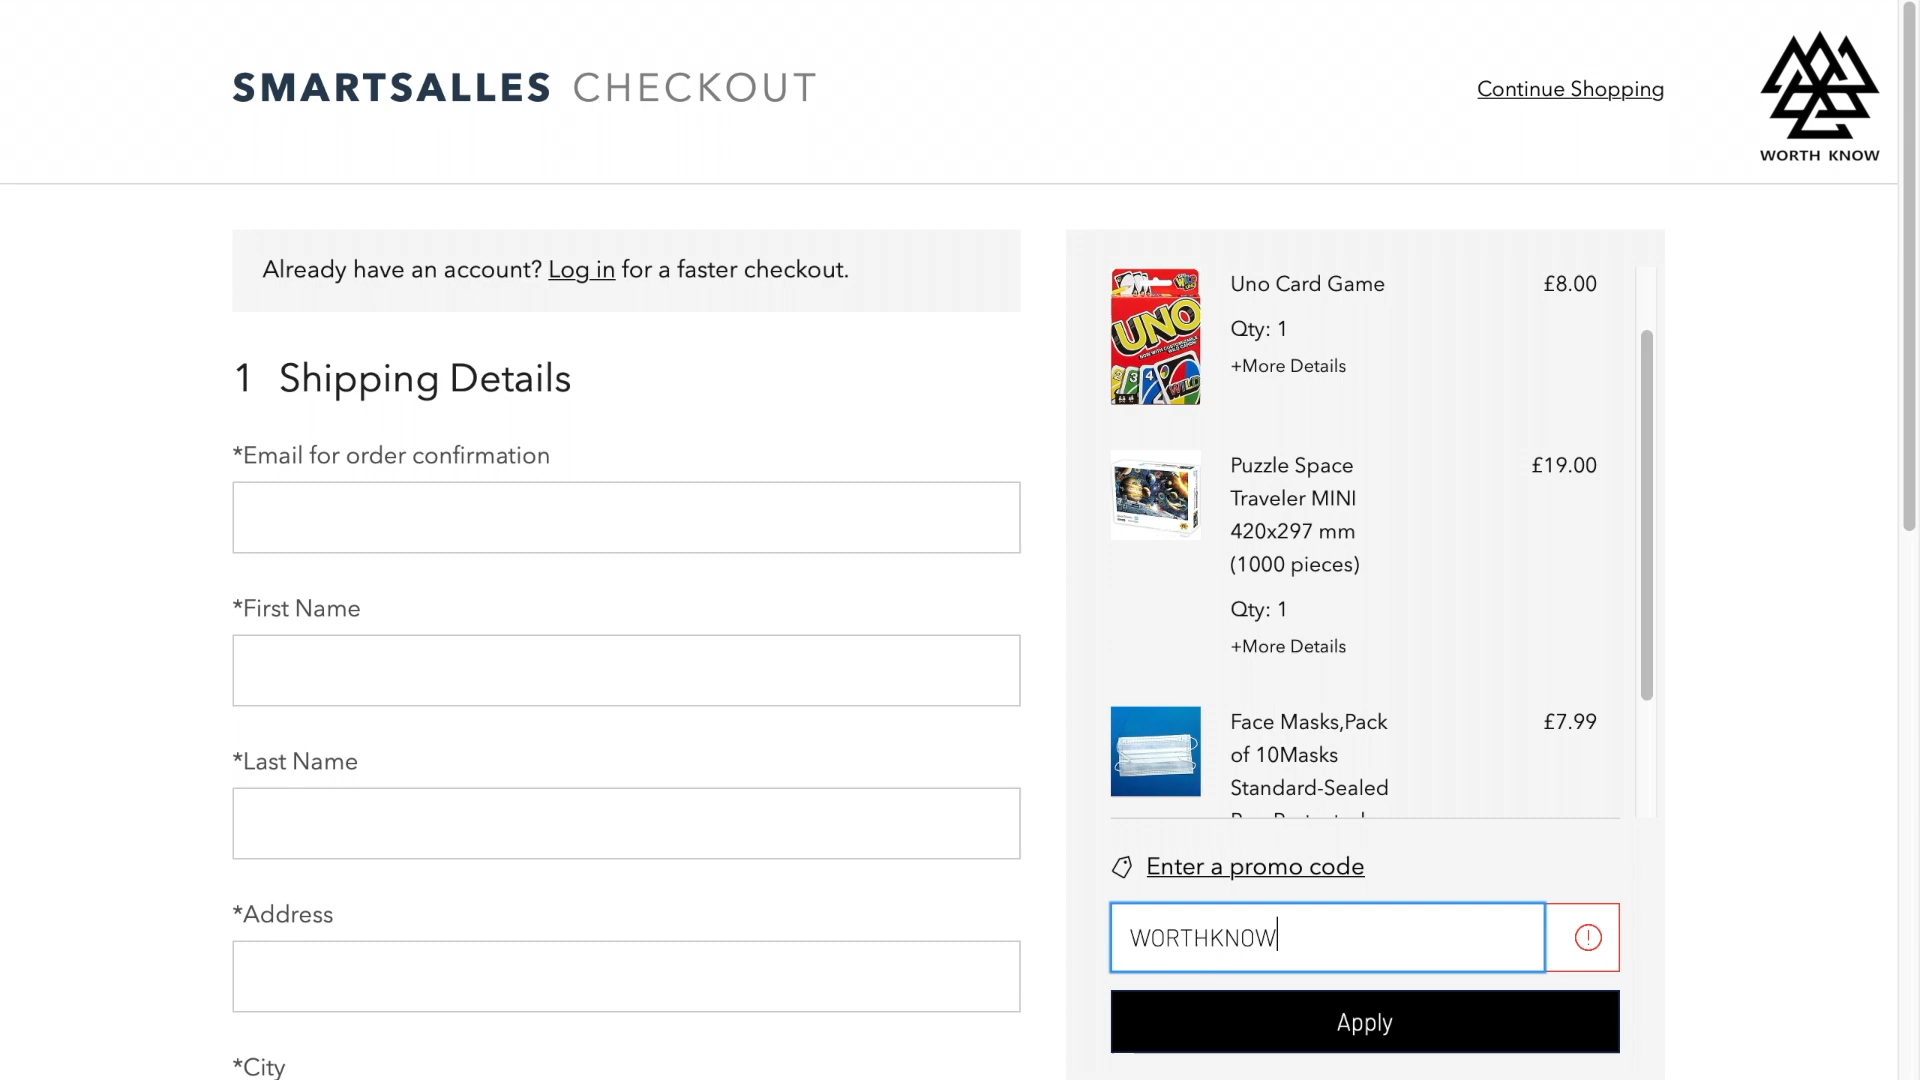 SMARTSALLES CHECKOUT
Continue Shopping
WORTH KNOW
Already have an account? Log in for a faster checkout.
1 Shipping Details
*Email for order confirmation
*First Name
*Last Name
*Address
*City
Uno Card Game £8.00
Qty: 1
+More Details
UNO
WILD
Puzzle Space £19.00
Traveler MINI
420x297 mm
(1000 pieces)
Qty: 1
+More Details
Face Masks,Pack £7.99
of 10Masks
Standard-Sealed
Enter a promo code
WORTHKNOW
Apply